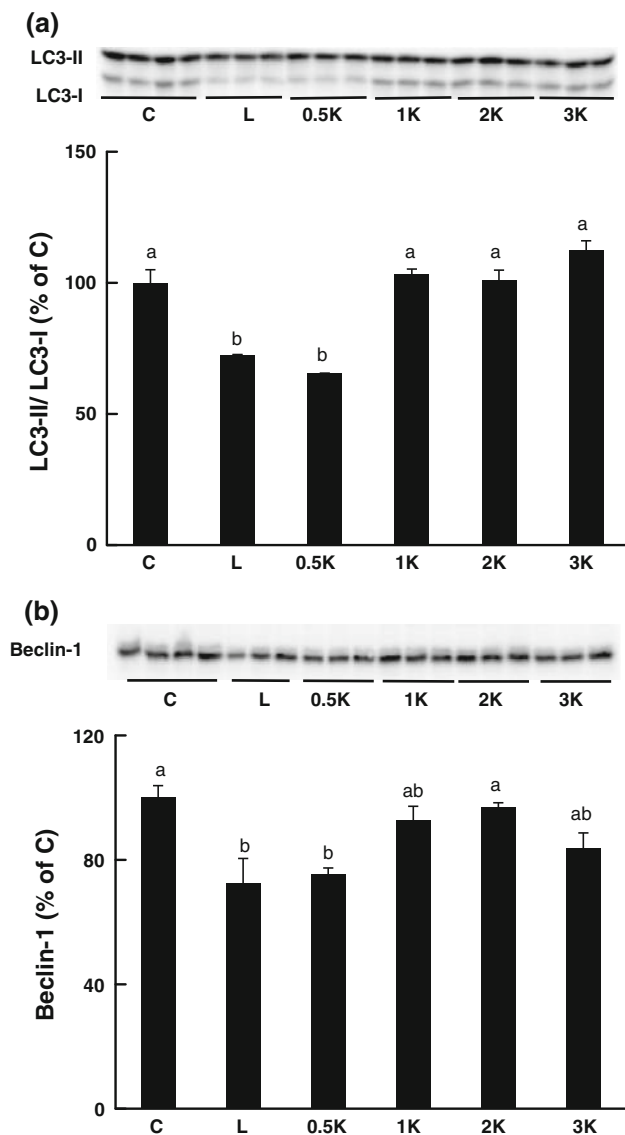 (a)
LC3-II
LC3-I
C L 0.5K 1K 2K 3K
LC3-II/ LC3-I (% of C)
150
100
50
0
a b b a a a
C L 0.5K 1K 2K 3K
(b)
Beclin-1
C L 0.5K 1K 2K 3K
Beclin-1 (% of C)
120
80
40
0
a b b ab a ab
C L 0.5K 1K 2K 3K